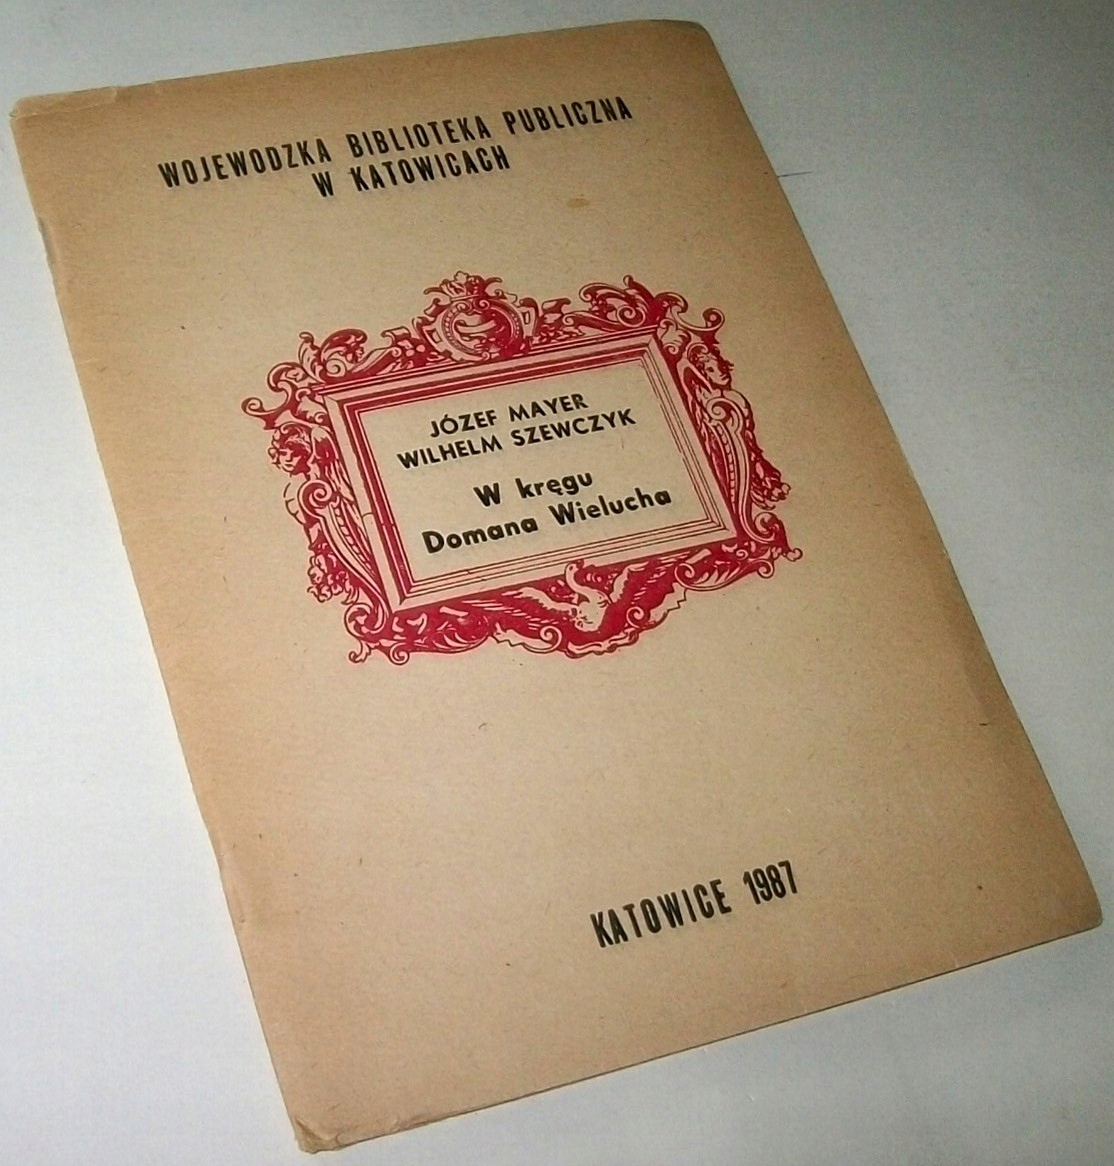 WOJEWODZKA BIBLIOTEKA PUBLICZNA
W KATOWICACH
JÓZEF MAYER
WILHELM SZEWCZYK
W kręgu
Domana Wielucha
KATOWICE 1987